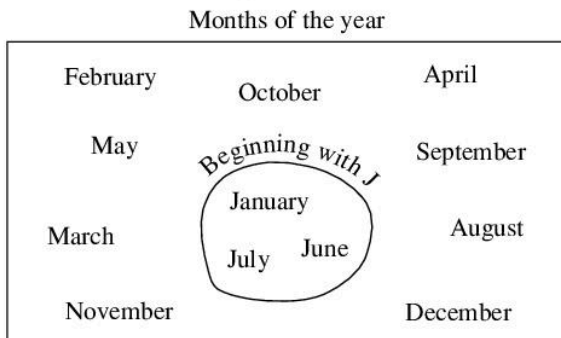 Months of the year
February
October
April
May
Beginning with J
September
January
March
August
July
June
November
December